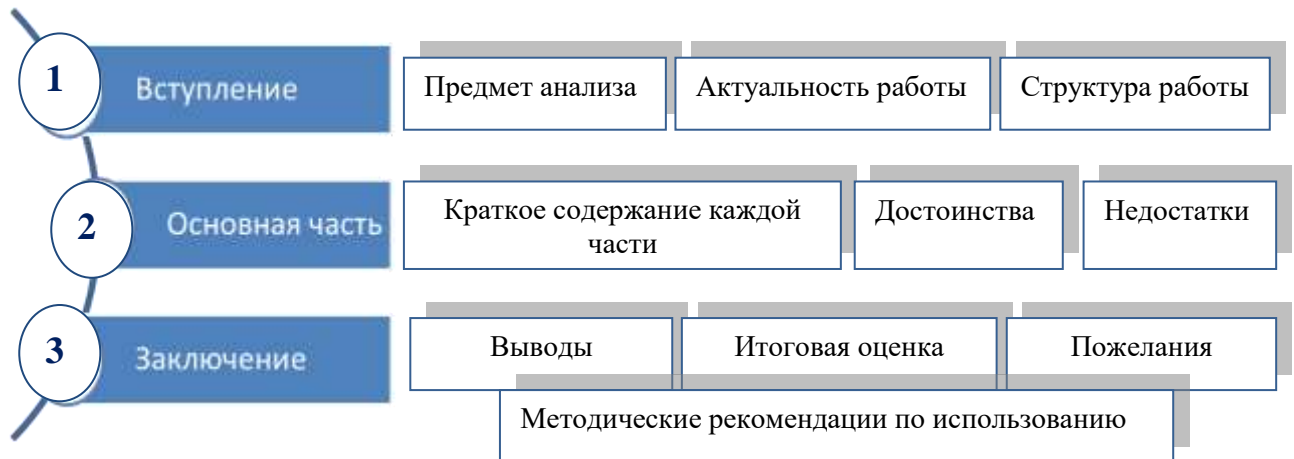 1
Вступление
Предмет анализа
Актуальность работы
Структура работы
2
Основная часть
Краткое содержание каждой
части
Достоинства
Недостатки
3
Заключение
Выводы
Итоговая оценка
Пожелания
Методические рекомендации по использованию